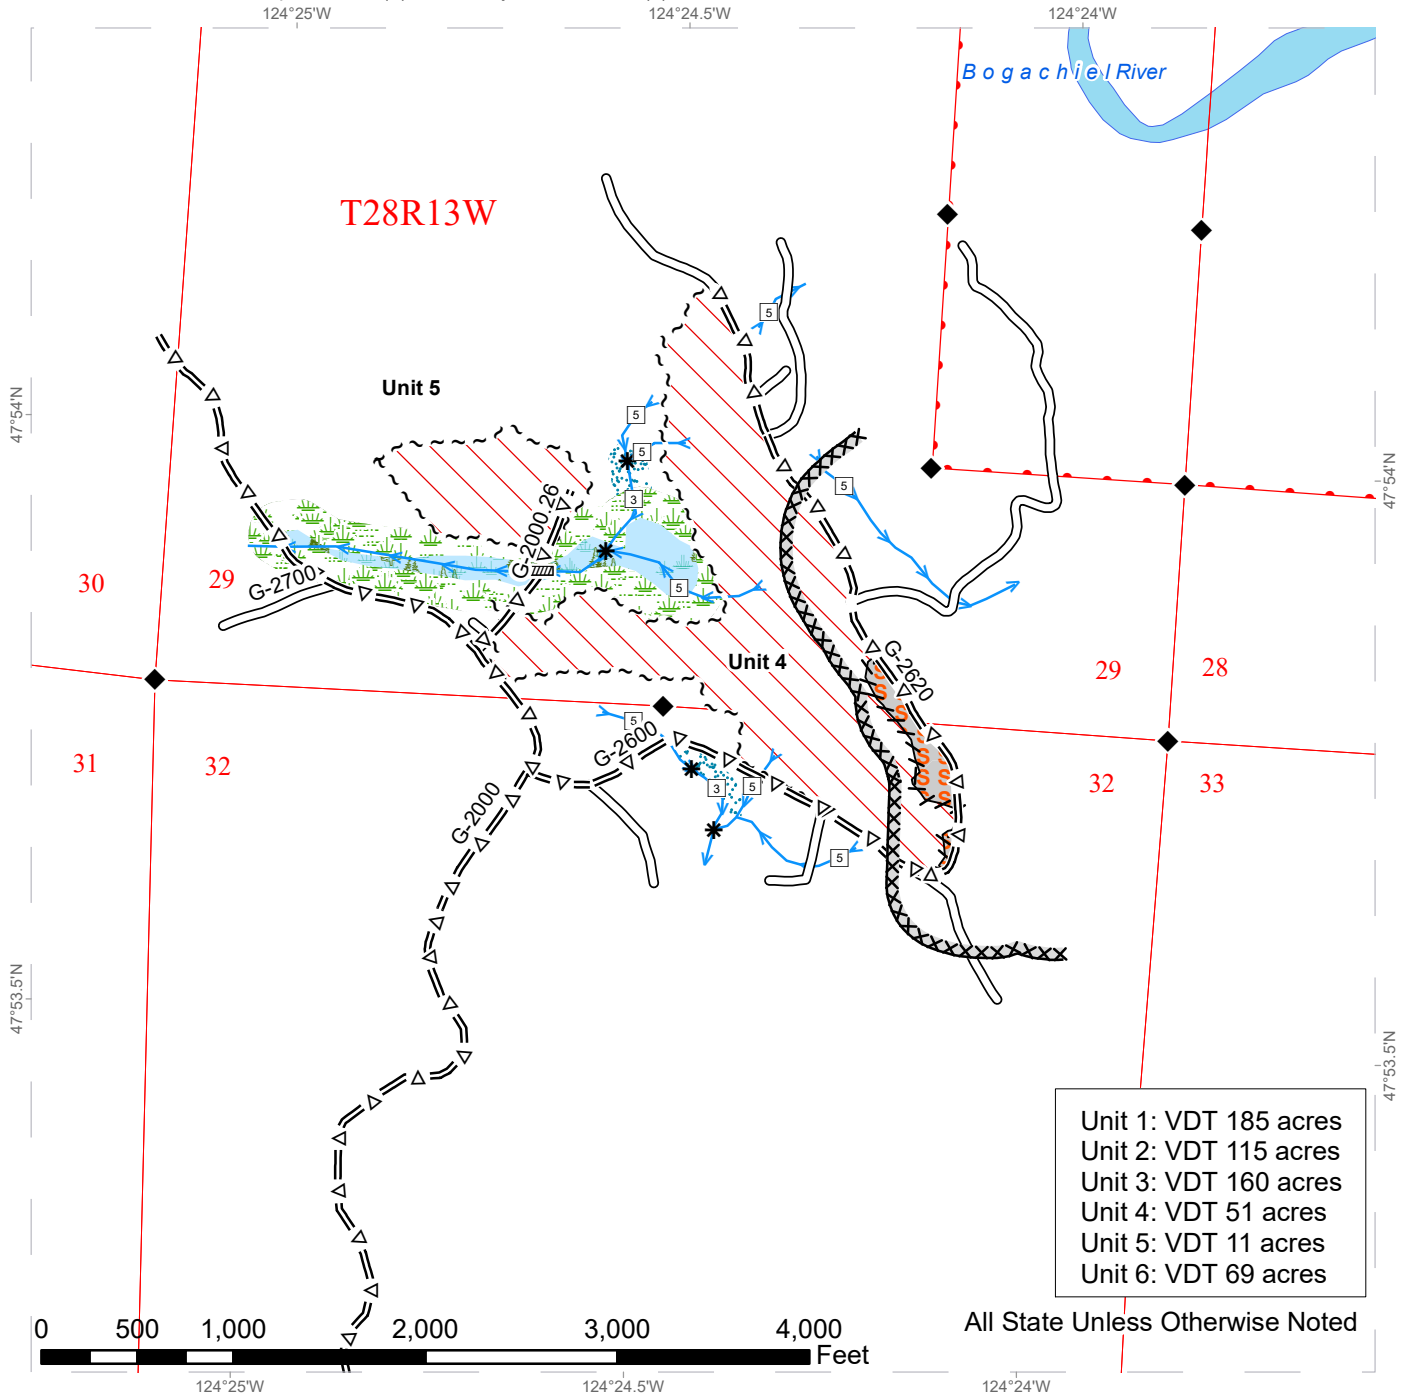 124°25'W
124°24.5'W
124°24'W
Bogachiel River
T28R13W
5
Unit 5
5
47°54'N
5
47°54'N
5
3
G-2000.26
G-2700
5
30
29
Unit 4
G-2620
29
28
S
S
S
S
S
S
S
S
5
G-2600
31
32
32
33
3
5
G-2000
5
47°53.5'N
47°53.5'N
Unit 1: VDT 185 acres
Unit 2: VDT 115 acres
Unit 3: VDT 160 acres
Unit 4: VDT 51 acres
Unit 5: VDT 11 acres
Unit 6: VDT 69 acres
All State Unless Otherwise Noted
0 500 1,000 2,000 3,000 4,000
Feet
124°25'W
124°24.5'W
124°24'W